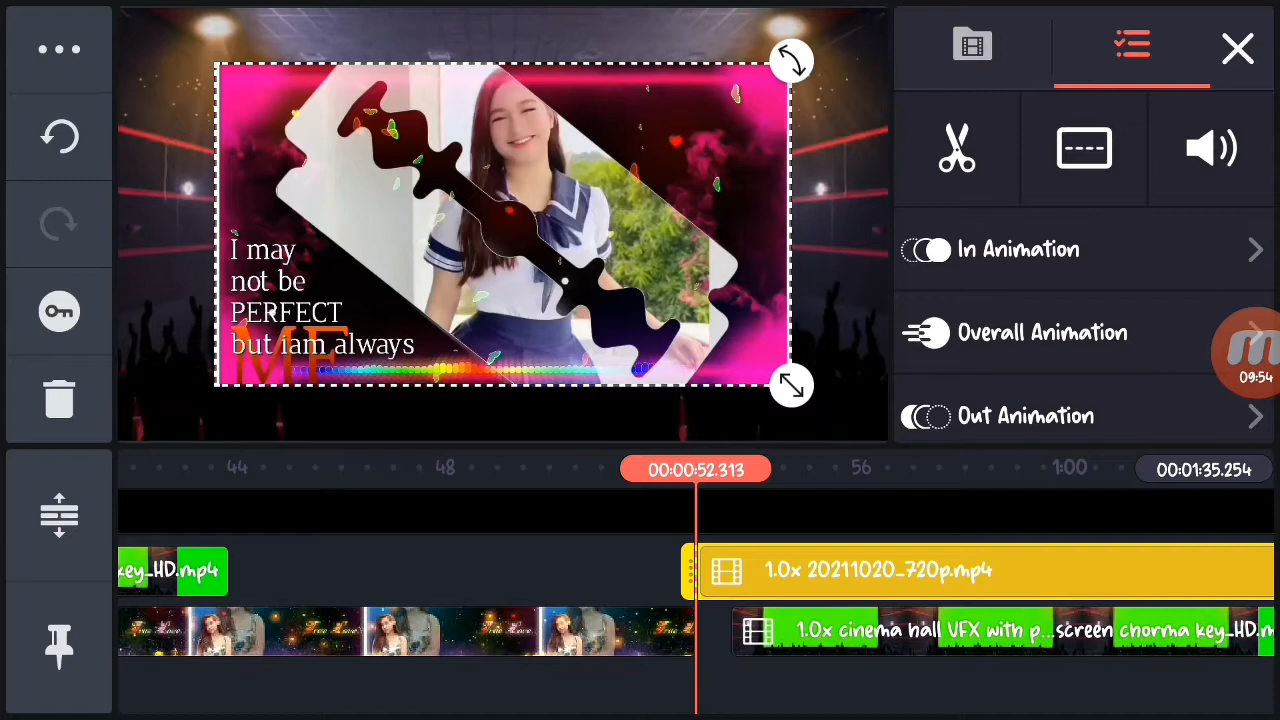 In Animation
Overall Animation
Out Animation
I may
not be
PERFECT
ME
but iam always
09:54
44
48
00:00:52.313
56
1:00
00:01:35.254
key_HD.mp4
1.0x 20211020_720p.mp4
1.0x cinema hall VFX with p...screen chorma key_HD.m